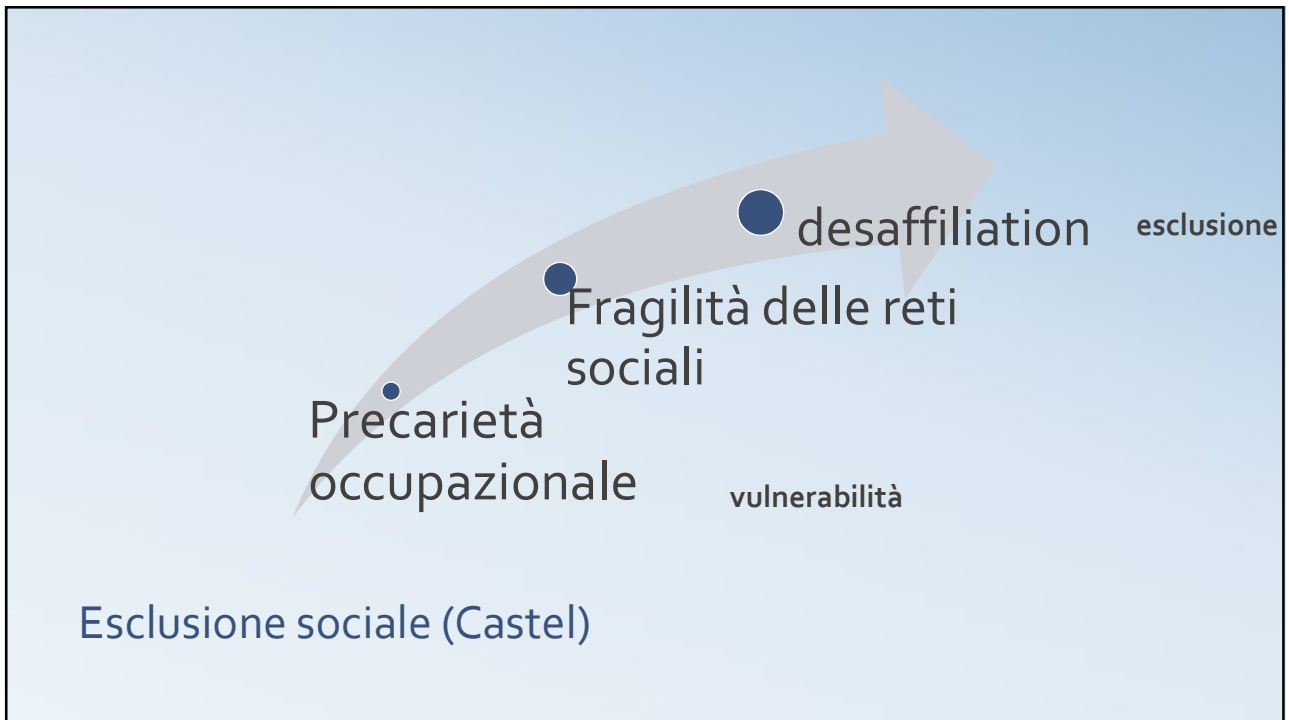 desaffiliation
esclusione
Fragilità delle reti
sociali
Precarietà
occupazionale
vulnerabilità
Esclusione sociale (Castel)